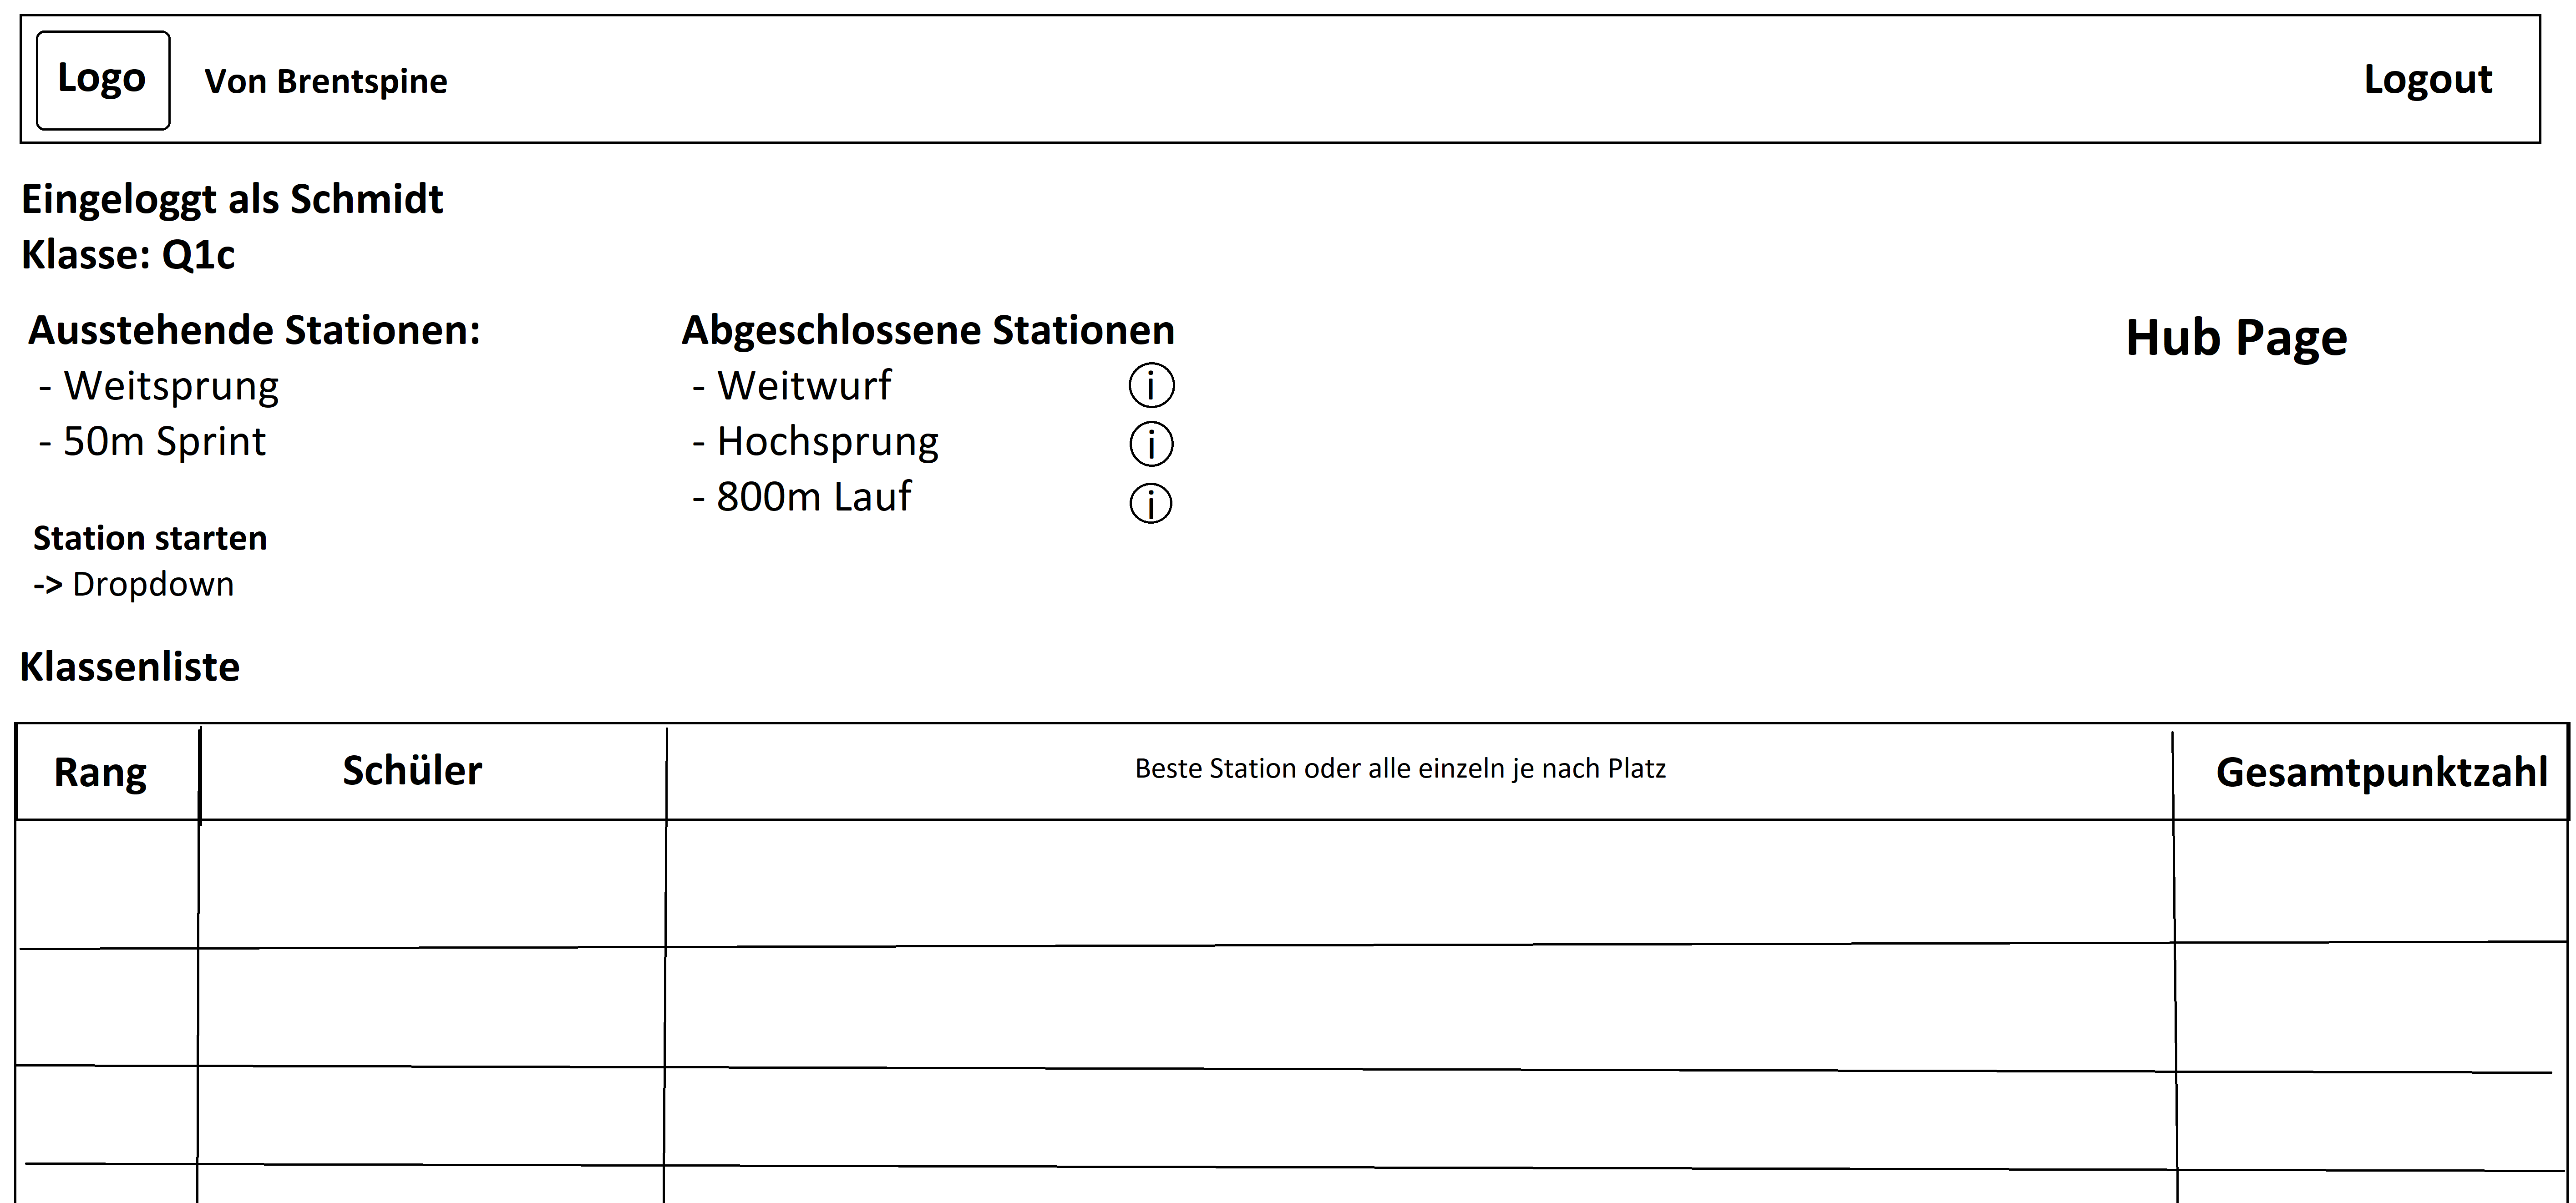 Logo
Von Brentspine
Logout
Eingeloggt als Schmidt
Klasse: Q1c
Ausstehende Stationen:
- Weitsprung
- 50m Sprint
Abgeschlossene Stationen
- Weitwurf i
- Hochsprung i
- 800m Lauf i
Hub Page
Station starten
-> Dropdown
Klassenliste
Rang
Schüler
Beste Station oder alle einzeln je nach Platz
Gesamtpunktzahl